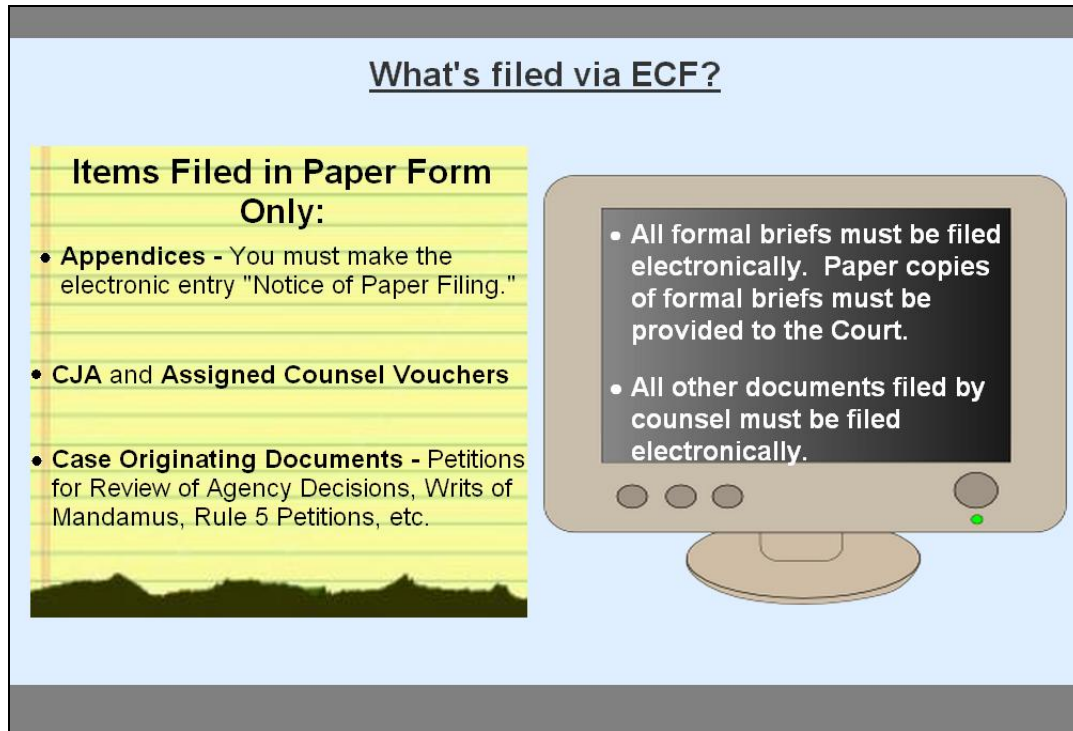 What's filed via ECF?
Items Filed in Paper Form
Only:
• Appendices - You must make the
electronic entry "Notice of Paper Filing."
• CJA and Assigned Counsel Vouchers
• Case Originating Documents - Petitions
for Review of Agency Decisions, Writs of
Mandamus, Rule 5 Petitions, etc.
• All formal briefs must be filed
electronically. Paper copies
of formal briefs must be
provided to the Court.
• All other documents filed by
counsel must be filed
electronically.